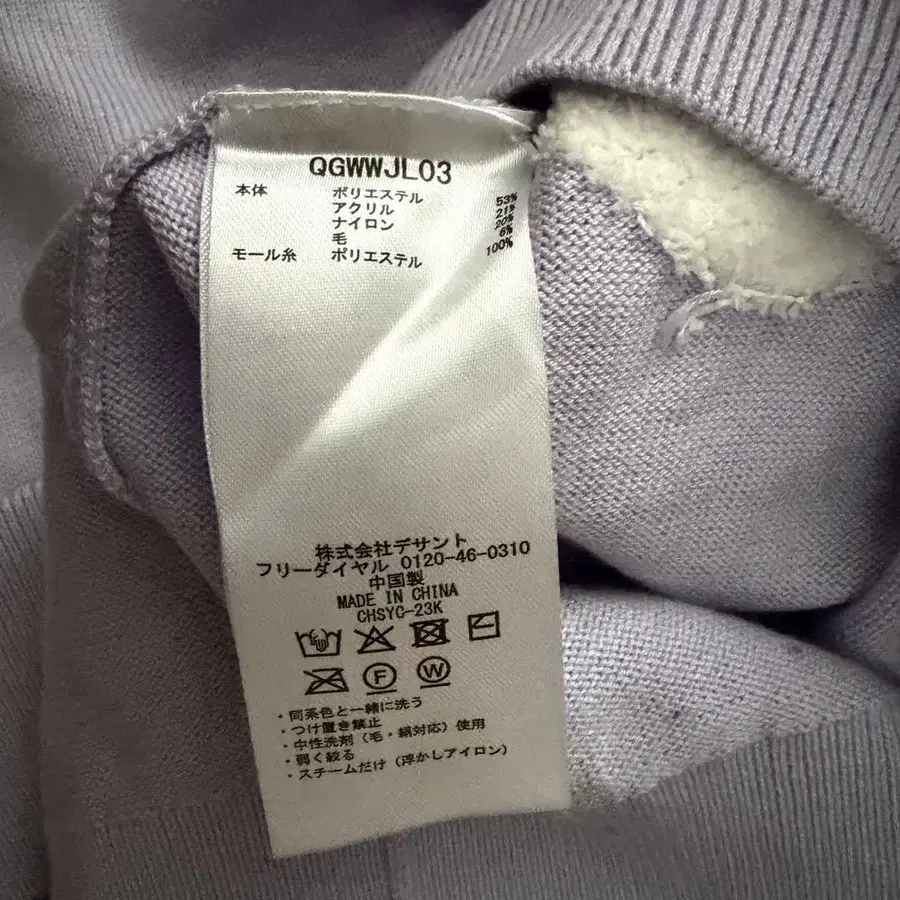 QGWWJL03
本体 ポリエステル 53%
アクリル 21%
ナイロン 20%
毛 6%
モール糸 ポリエステル 100%
株式会社デサント
フリーダイヤル 0120-46-0310
中国製
MADE IN CHINA
CHSYC-23K
F W
・同系色と一緒に洗う
・つけ置き禁止
・中性洗剤（毛・絹対応）使用
・弱く絞る
・スチームだけ（浮かしアイロン）